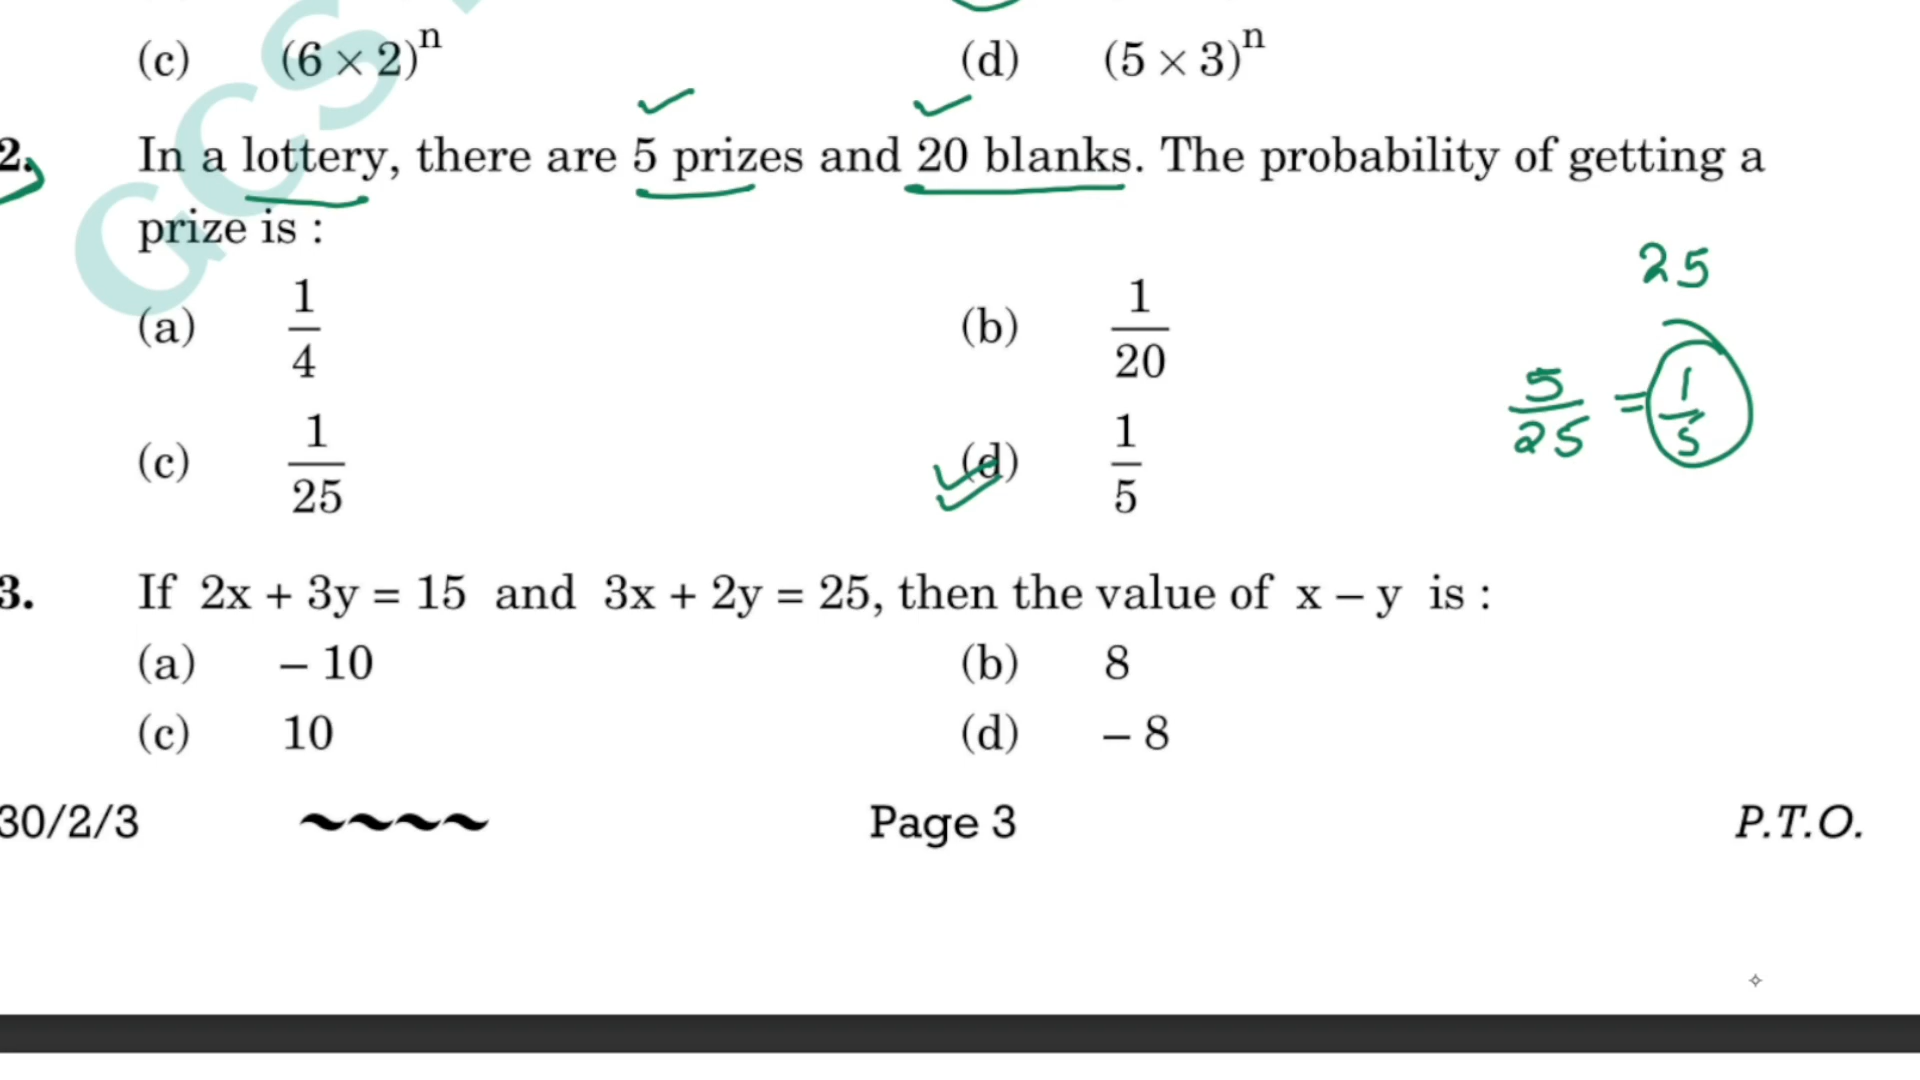 (c) (6 × 2)ⁿ (d) (5 × 3)ⁿ
2. In a lottery, there are 5 prizes and 20 blanks. The probability of getting a
prize is :
25
(a) 1/4 (b) 1/20
5/25 = 1/5
(c) 1/25 (d) 1/5
3. If 2x + 3y = 15 and 3x + 2y = 25, then the value of x – y is :
(a) – 10 (b) 8
(c) 10 (d) – 8
30/2/3 ~~~~ Page 3 P.T.O.
GCS